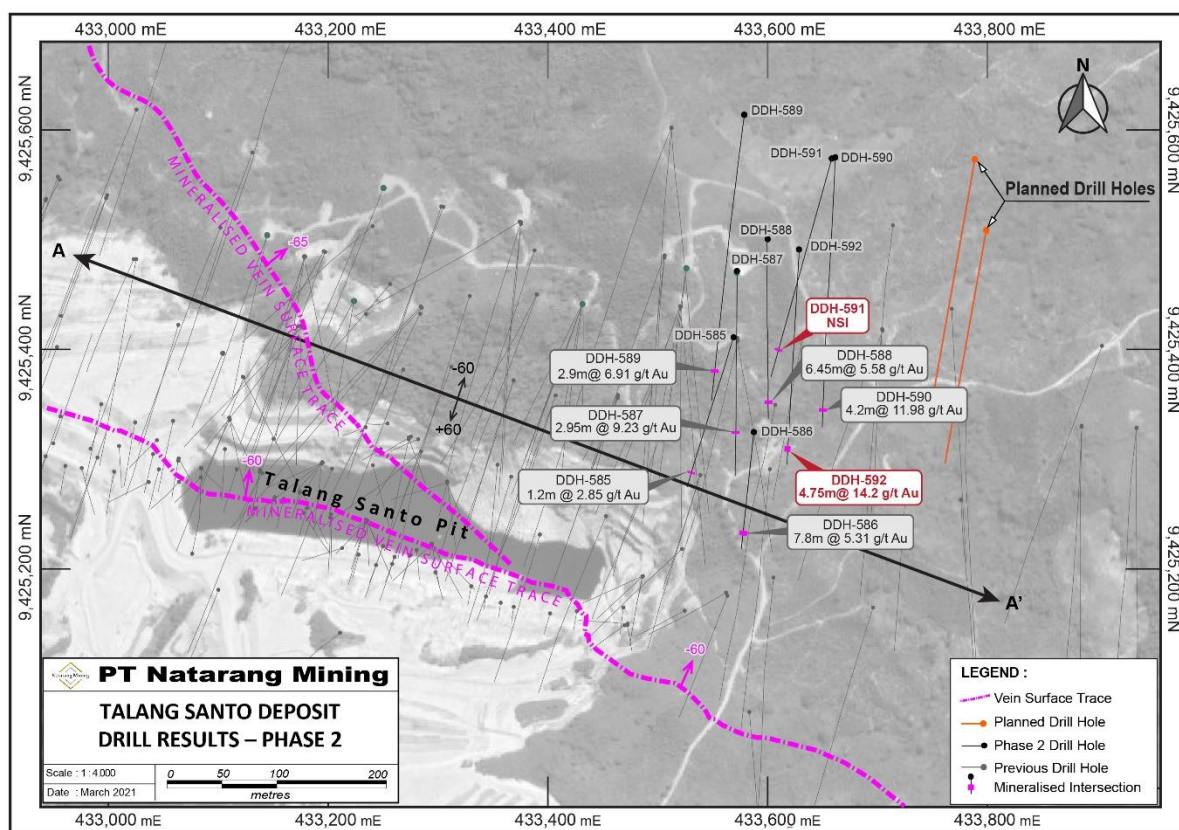 433,000 mE
433,200 mE
433,400 mE
433,600 mE
433,800 mE
9,425,600 mN
9,425,600 mN
N
DDH-589
DDH-591
DDH-590
Planned Drill Holes
MINERALISED VEIN SURFACE TRACE
-65
DDH-588
DDH-592
DDH-587
A
DDH-591
NSI
DDH-585
9,425,400 mN
9,425,400 mN
DDH-589
2.9m@ 6.91 g/t Au
DDH-588
6.45m@ 5.58 g/t Au
-60
+60
DDH-590
4.2m@ 11.98 g/t Au
DDH-587
2.95m @ 9.23 g/t Au
DDH-586
-60
DDH-585
1.2m @ 2.85 g/t Au
DDH-592
4.75m@ 14.2 g/t Au
Talang Santo Pit
MINERALISED VEIN SURFACE TRACE
DDH-586
7.8m @ 5.31 g/t Au
9,425,200 mN
9,425,200 mN
A'
-60
Natarang Mining
PT Natarang Mining
TALANG SANTO DEPOSIT
DRILL RESULTS – PHASE 2
Scale : 1 : 4.000
Date : March 2021
0 50 100 200
metres
LEGEND :
Vein Surface Trace
Planned Drill Hole
Phase 2 Drill Hole
Previous Drill Hole
Mineralised Intersection
433,000 mE
433,200 mE
433,400 mE
433,600 mE
433,800 mE